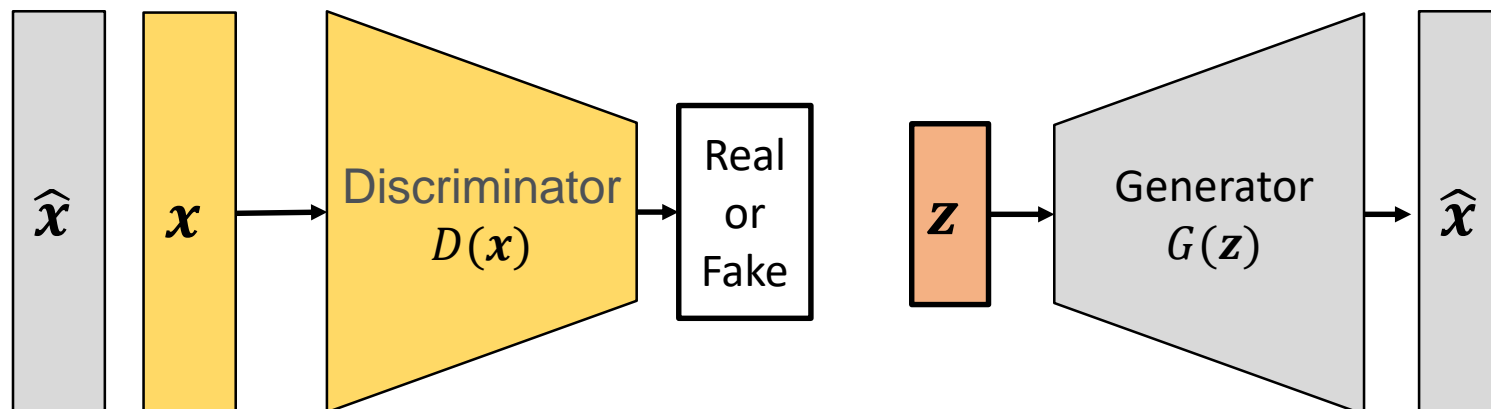 x̂
x
Discriminator
D(x)
Real
or
Fake
z
Generator
G(z)
x̂